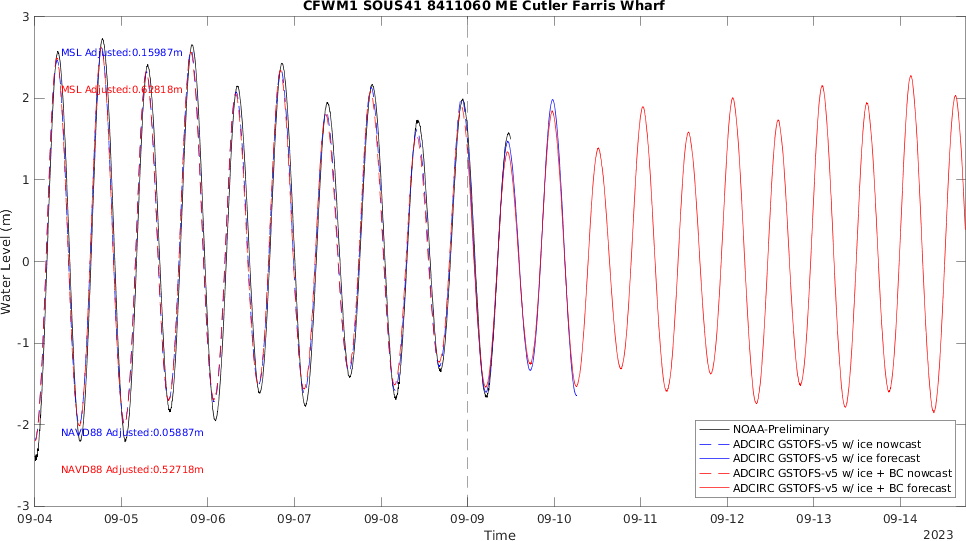 CFWM1 SOUS41 8411060 ME Cutler Farris Wharf
3
2
1
0
-1
-2
-3
Water Level (m)
MSL Adjusted:0.15987m
MSL Adjusted:0.62818m
NAVD88 Adjusted:0.05887m
NAVD88 Adjusted:0.52718m
NOAA-Preliminary
ADCIRC GSTOFS-v5 w/ ice nowcast
ADCIRC GSTOFS-v5 w/ ice forecast
ADCIRC GSTOFS-v5 w/ ice + BC nowcast
ADCIRC GSTOFS-v5 w/ ice + BC forecast
09-04 09-05 09-06 09-07 09-08 09-09 09-10 09-11 09-12 09-13 09-14
Time
2023